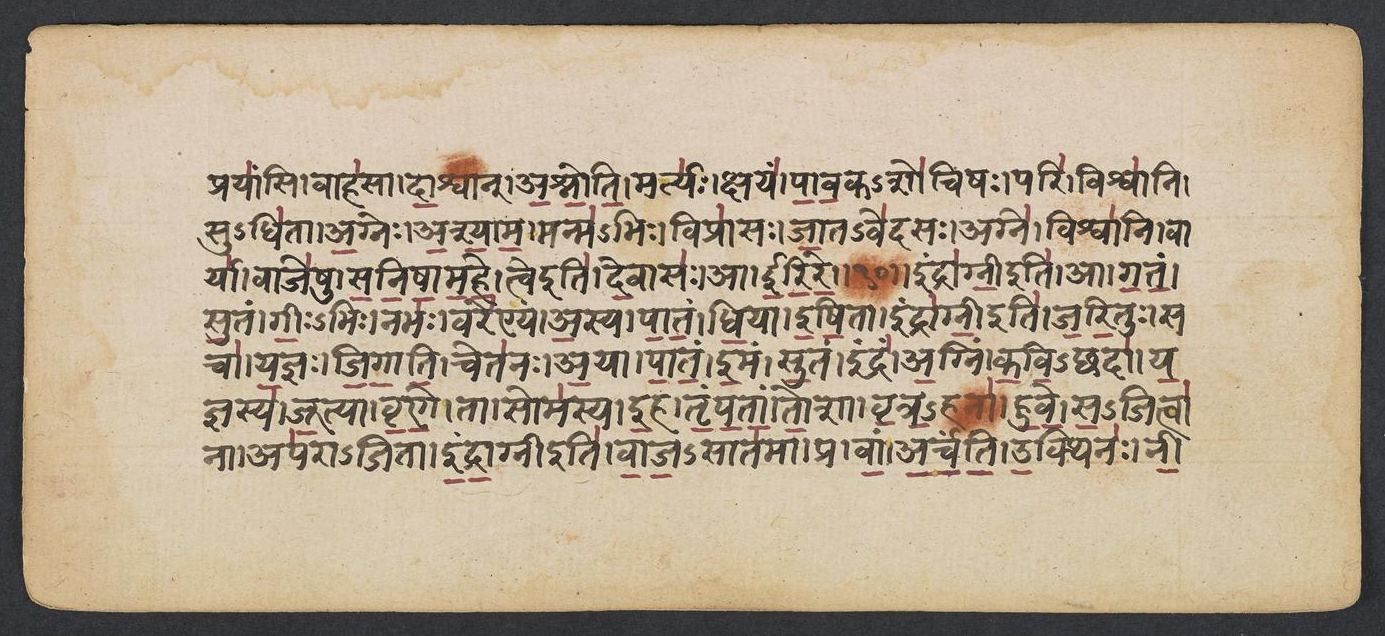 प्रयांसि।वाहसा।दाश्वान्।अश्नोति।मर्त्यः।क्षयं।पावकऽशोचिषः।परि।विश्वानि।
सुऽधिता।अग्नेः।अश्याम।मन्मऽभिः।विप्रासः।जातऽवेदसः।अग्ने।विश्वानि।वा
र्या।वाजेषु।सनिषामहे।त्वे इति।देवासः।आ।ईरिरे।।१०।।इंद्राग्नी इति।आ।गतं।
सुतं।गीःऽभिः।नभः।वरेण्यं।अस्य।पातं।धिया।इषिता।इंद्राग्नी इति।जरितुः।स
चा।यज्ञः।जिगाति।चेतनः।अया।पातं।इमं।सुतं।इंद्रं।अग्निं।कविऽछदा।य
ज्ञस्य।जूत्या।वृणे।ता।सोमस्य।इह।तृंपतां।तोशा।वृत्रऽहना।हुवे।सऽजित्वा
ना।अपराऽजिता।इंद्राग्नी इति।वाजऽसातमा।प्र।वां।अर्चंति।उक्थिनः।नी